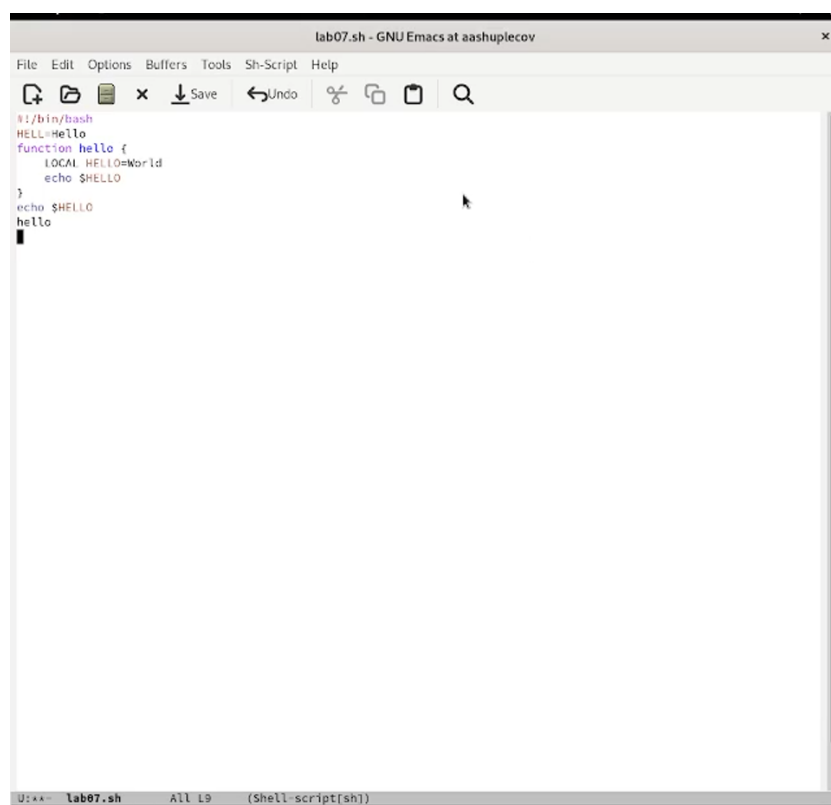 lab07.sh - GNU Emacs at aashuplecov
File Edit Options Buffers Tools Sh-Script Help
Save Undo
#!/bin/bash
HELL=Hello
function hello {
    LOCAL HELLO=World
    echo $HELLO
}
echo $HELLO
hello
U:**- lab07.sh All L9 (Shell-script[sh])